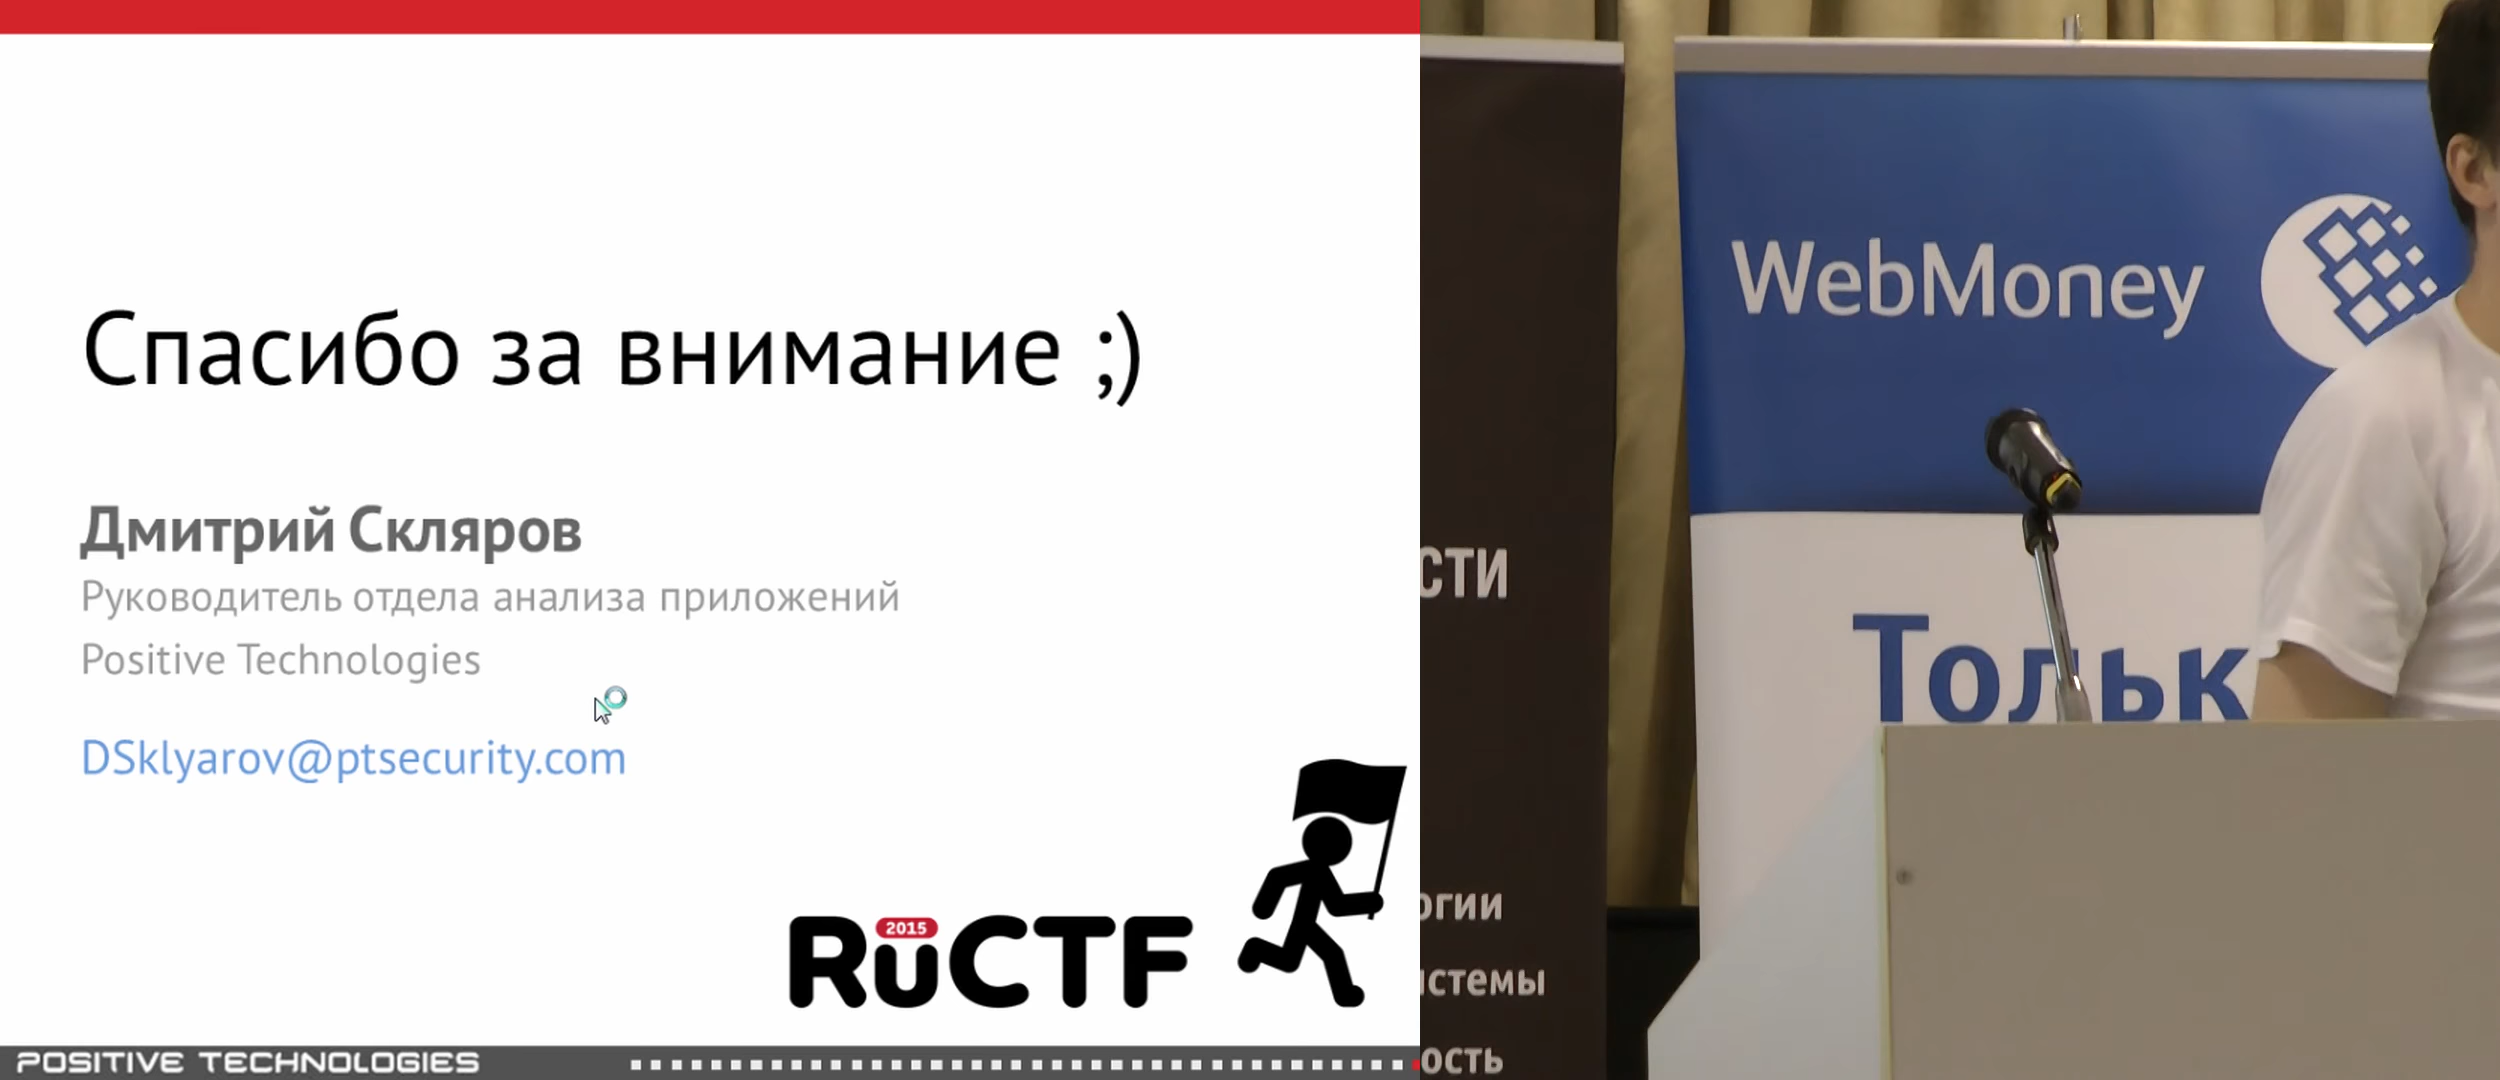 Спасибо за внимание ;)
Дмитрий Скляров
Руководитель отдела анализа приложений
Positive Technologies
DSklyarov@ptsecurity.com
2015
RuCTF
POSITIVE TECHNOLOGIES
WebMoney
Тольк
сти
огии
истемы
ость